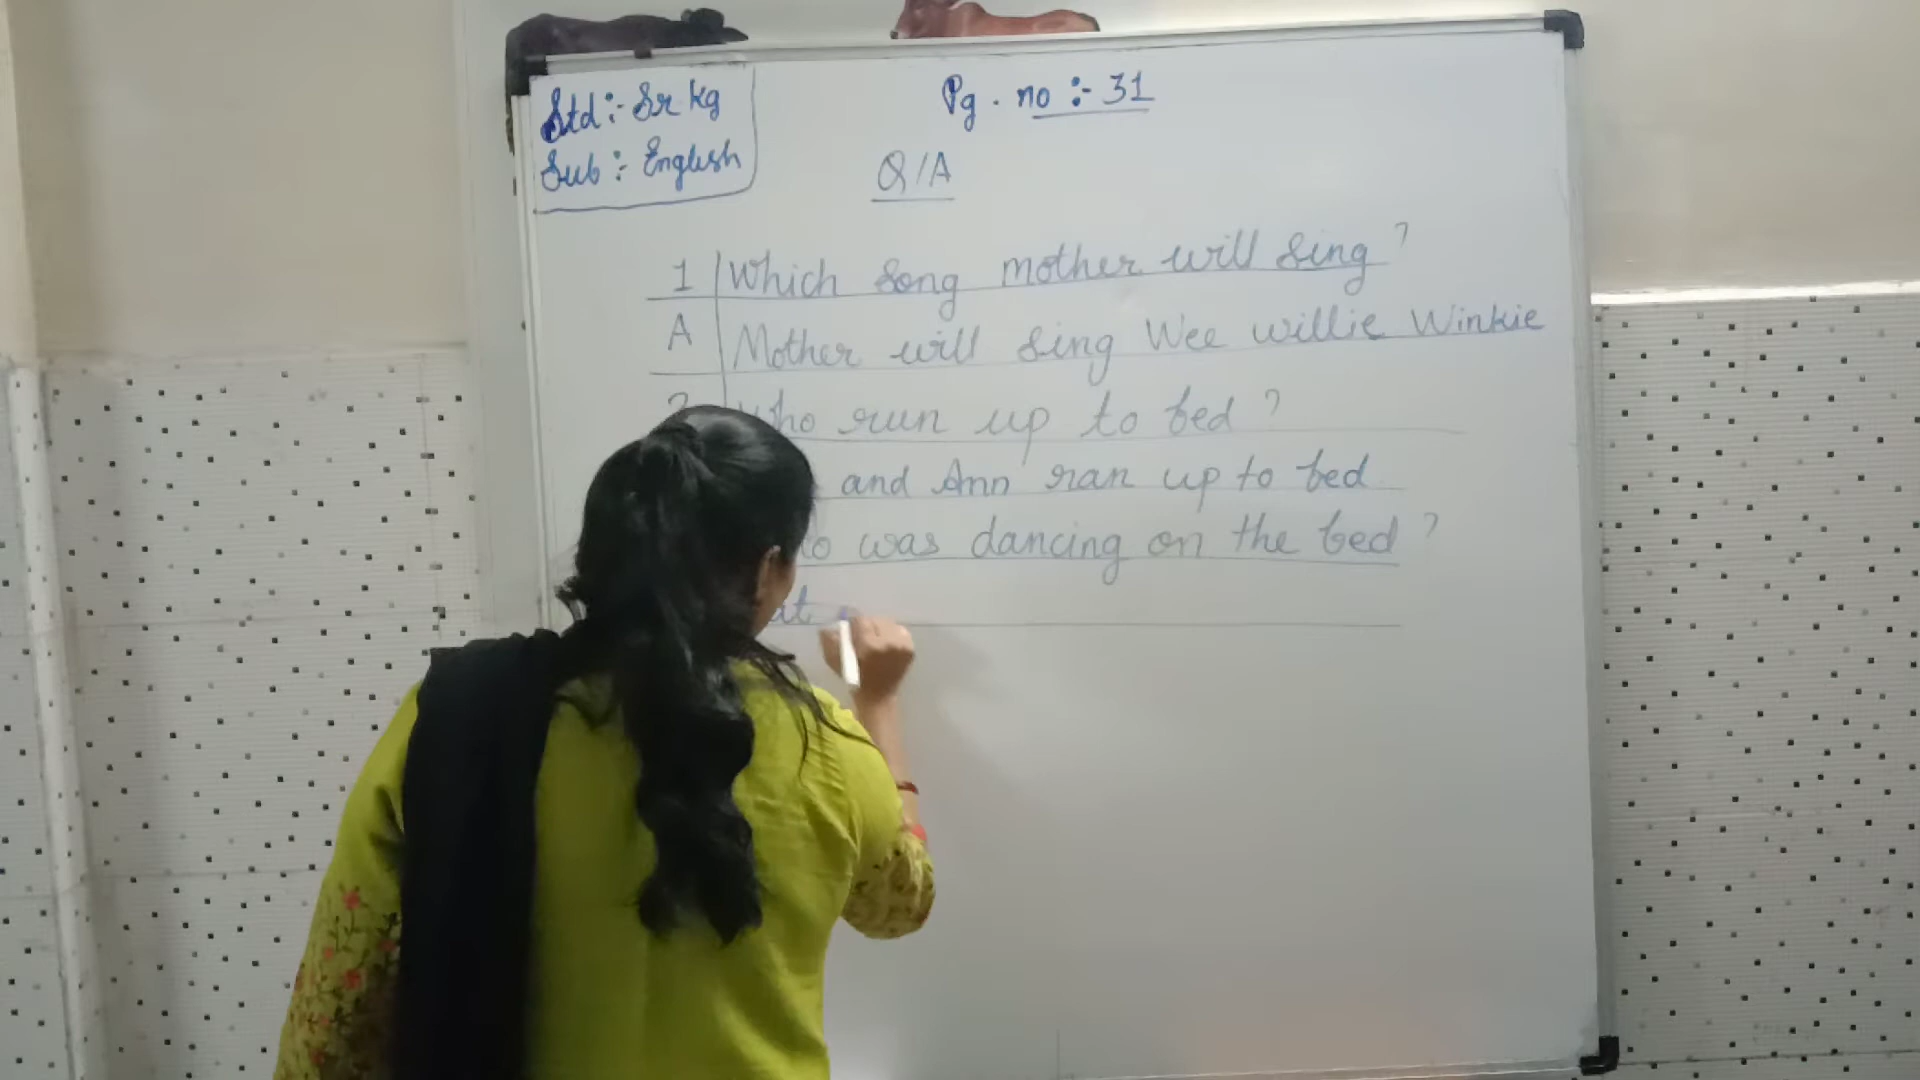 Std :- Sr kg
Sub :- English
Pg . no :- 31
Q/A
1 Which song mother will sing ?
A Mother will sing Wee willie Winkie
who run up to bed ?
and Ann ran up to bed
was dancing on the bed ?